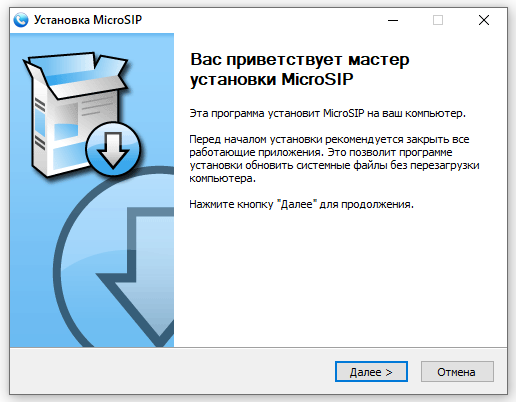 Установка MicroSIP
Вас приветствует мастер
установки MicroSIP
Эта программа установит MicroSIP на ваш компьютер.
Перед началом установки рекомендуется закрыть все
работающие приложения. Это позволит программе
установки обновить системные файлы без перезагрузки
компьютера.
Нажмите кнопку "Далее" для продолжения.
Далее >
Отмена